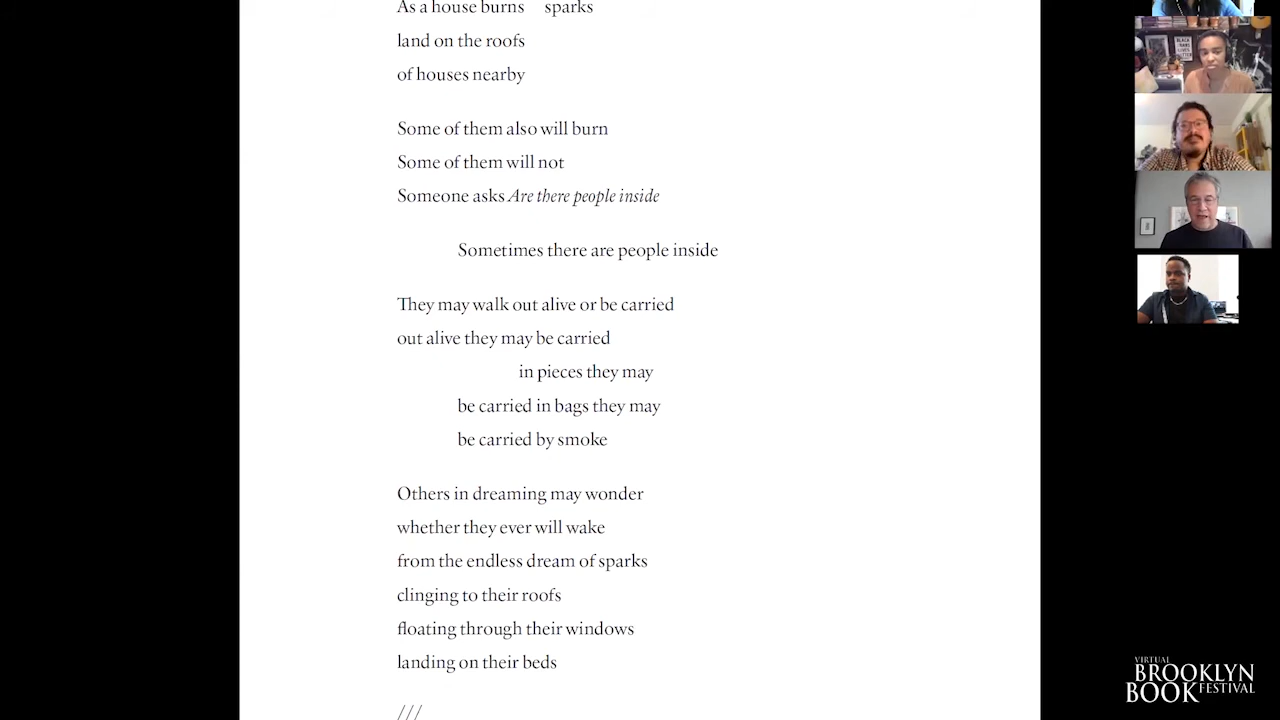 As a house burns sparks
land on the roofs
of houses nearby
Some of them also will burn
Some of them will not
Someone asks Are there people inside
Sometimes there are people inside
They may walk out alive or be carried
out alive they may be carried
in pieces they may
be carried in bags they may
be carried by smoke
Others in dreaming may wonder
whether they ever will wake
from the endless dream of sparks
clinging to their roofs
floating through their windows
landing on their beds
///
BLACK
TRANS
LIVES
MATTER
VIRTUAL
BROOKLYN
BOOK FESTIVAL